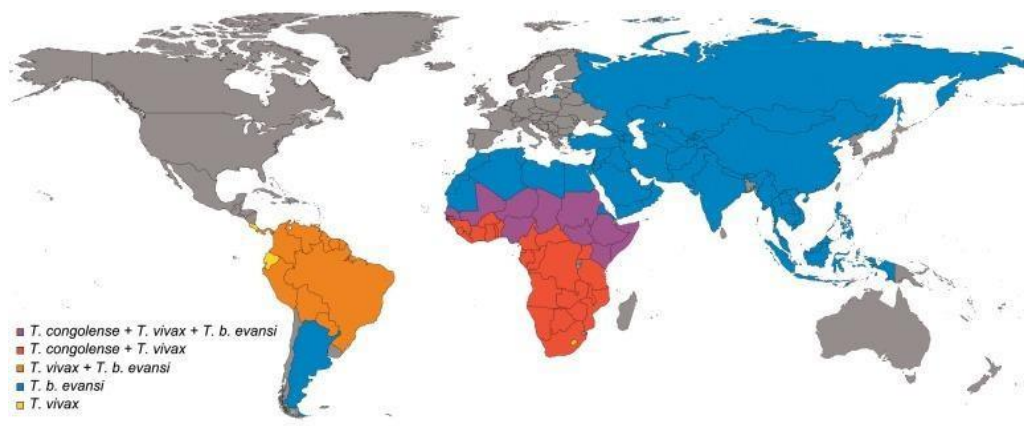 T. congolense + T. vivax + T. b. evansi
T. congolense + T. vivax
T. vivax + T. b. evansi
T. b. evansi
T. vivax